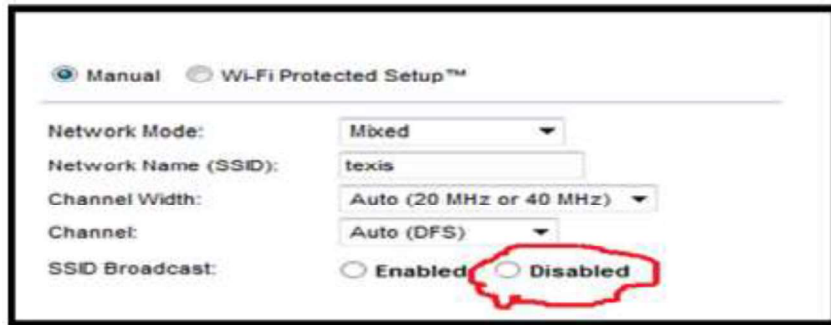 Manual Wi-Fi Protected Setup™
Network Mode: Mixed
Network Name (SSID): texis
Channel Width: Auto (20 MHz or 40 MHz)
Channel: Auto (DFS)
SSID Broadcast: Enabled Disabled